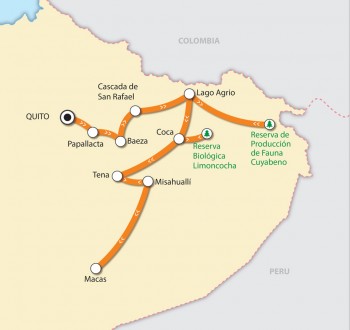 COLOMBIA
Cascada de
San Rafael
Lago Agrio
QUITO
Papallacta
Baeza
Coca
Reserva
Biológica
Limoncocha
Reserva de
Producción
de Fauna
Cuyabeno
Tena
Misahuallí
Macas
PERU